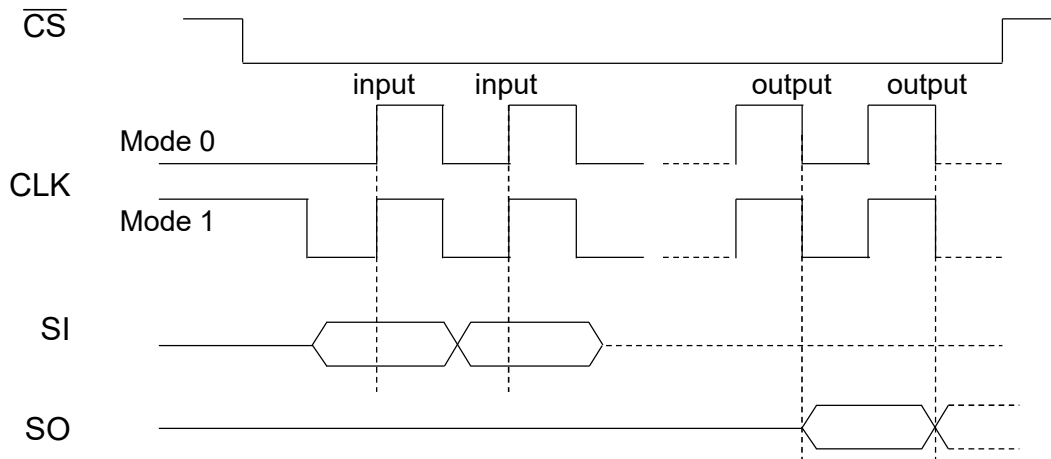 CS
input input output output
Mode 0
CLK
Mode 1
SI
SO